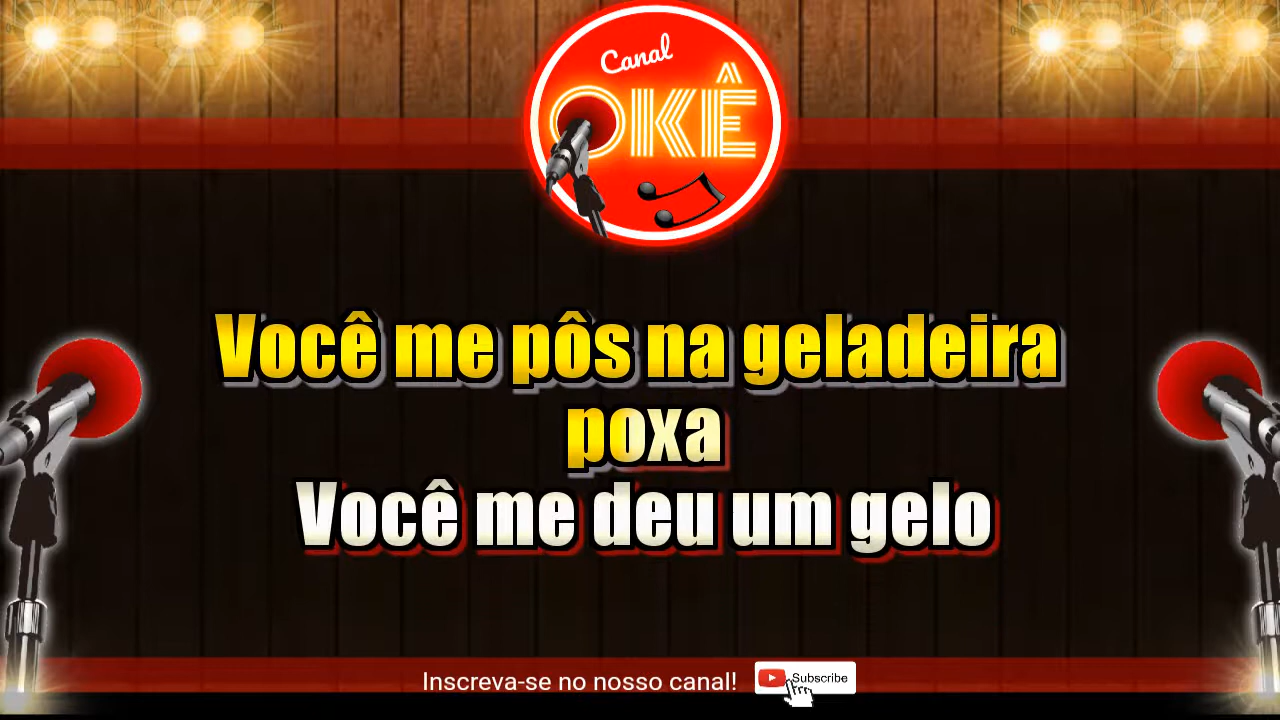 Canal
OKÊ
Você me pôs na geladeira
poxa
Você me deu um gelo
Inscreva-se no nosso canal!
Subscribe